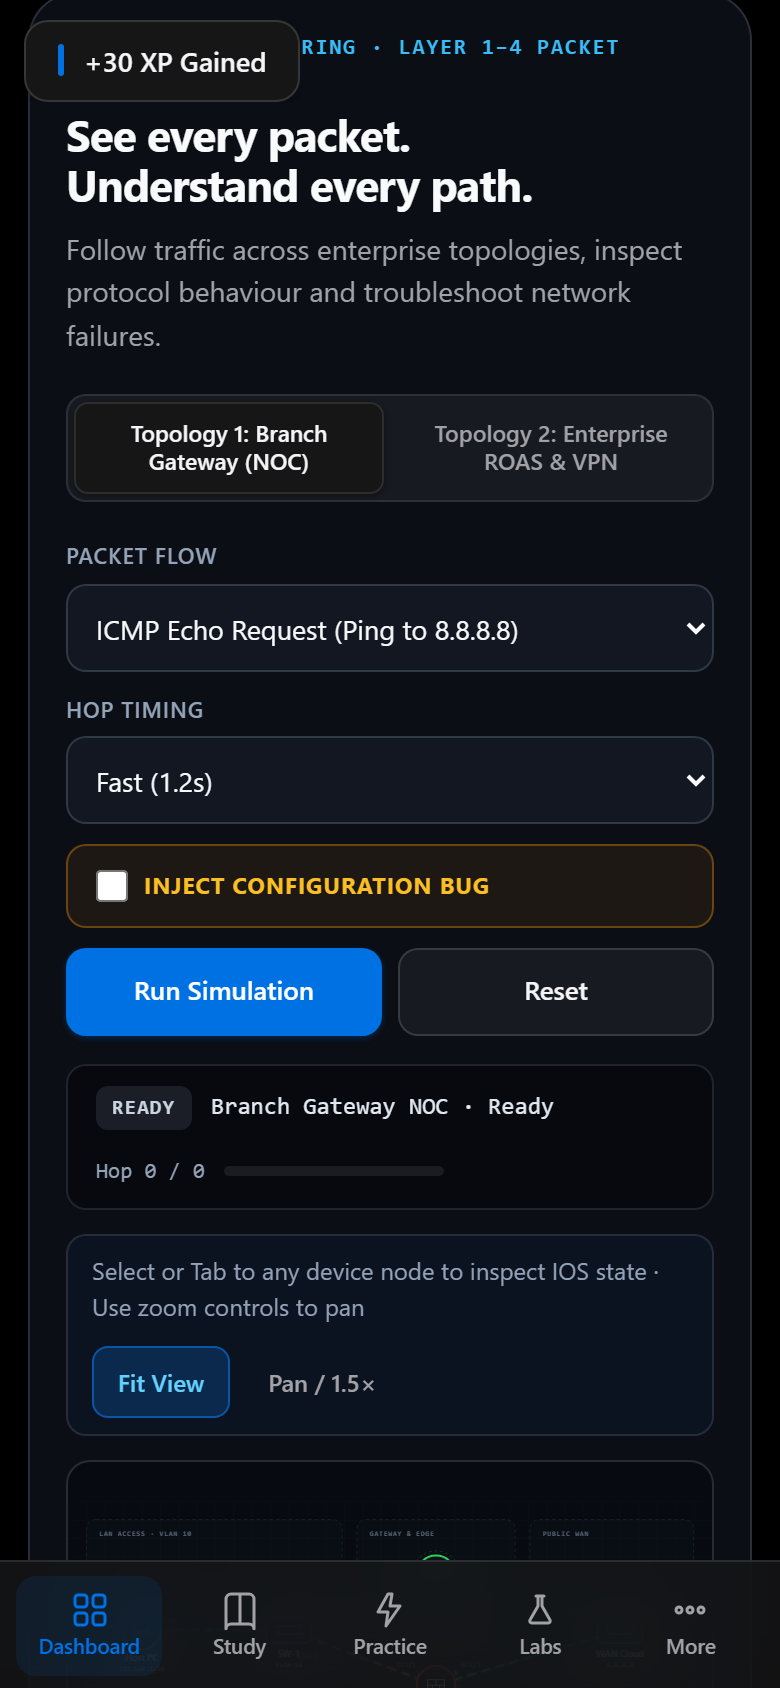 +30 XP Gained
RING · LAYER 1–4 PACKET
See every packet.
Understand every path.
Follow traffic across enterprise topologies, inspect
protocol behaviour and troubleshoot network
failures.
Topology 1: Branch
Gateway (NOC)
Topology 2: Enterprise
ROAS & VPN
PACKET FLOW
ICMP Echo Request (Ping to 8.8.8.8)
HOP TIMING
Fast (1.2s)
INJECT CONFIGURATION BUG
Run Simulation
Reset
READY
Branch Gateway NOC · Ready
Hop 0 / 0
Select or Tab to any device node to inspect IOS state ·
Use zoom controls to pan
Fit View
Pan / 1.5×
LAN ACCESS · VLAN 10
GATEWAY & EDGE
PUBLIC WAN
Dashboard
Study
Practice
Labs
More